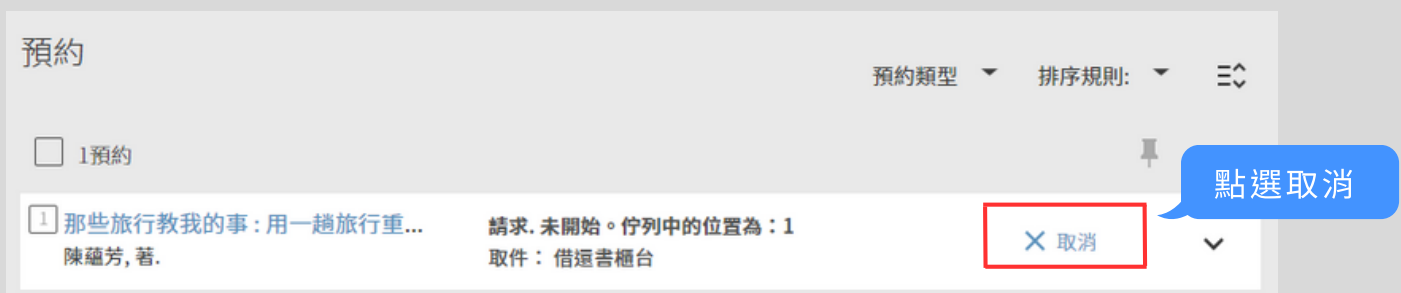 預約
預約類型
排序規則:
1預約
點選取消
1
那些旅行教我的事 : 用一趟旅行重...
請求. 未開始。佇列中的位置為：1
取消
陳蘊芳, 著.
取件： 借還書櫃台